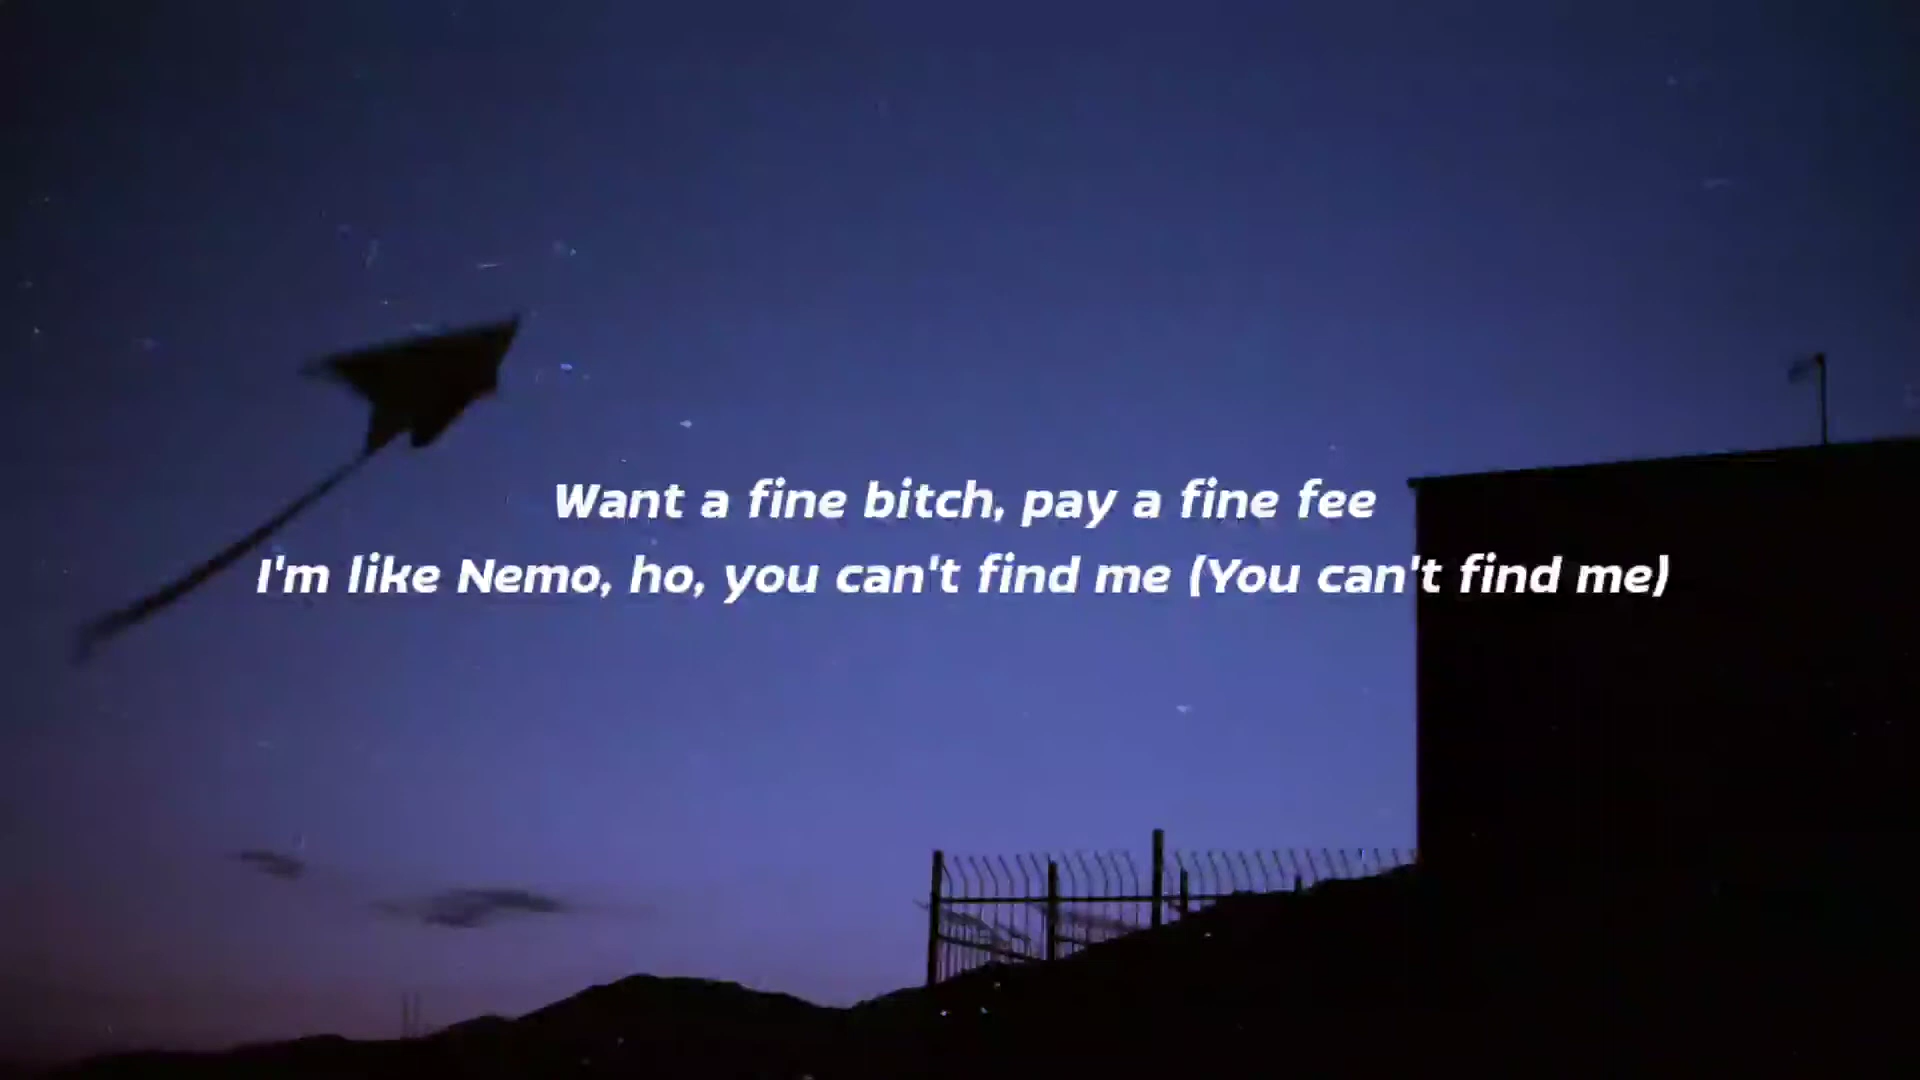 Want a fine bitch, pay a fine fee
I'm like Nemo, ho, you can't find me (You can't find me)